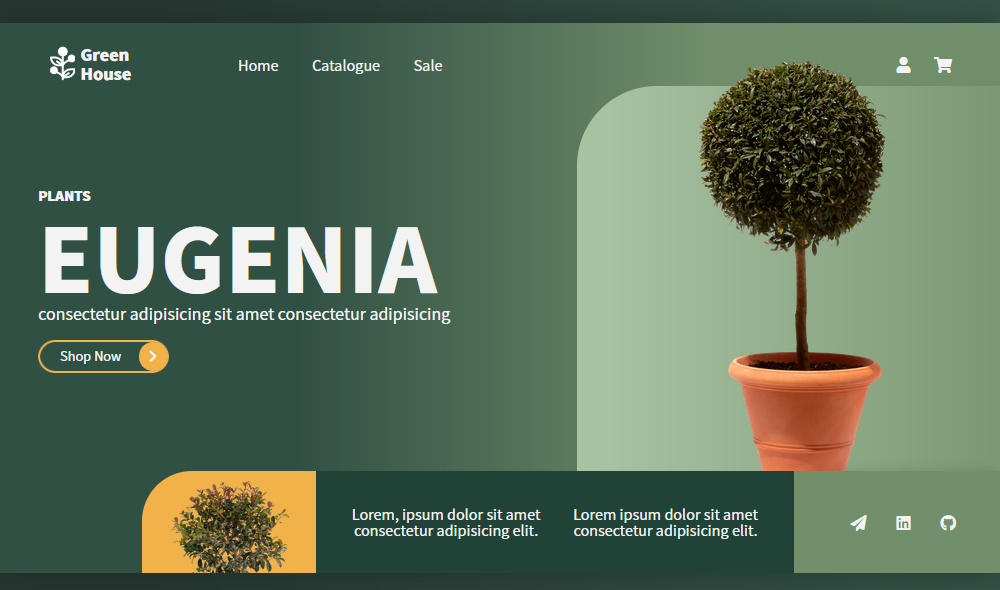 Green
House
Home
Catalogue
Sale
PLANTS
EUGENIA
consectetur adipisicing sit amet consectetur adipisicing
Shop Now
Lorem, ipsum dolor sit amet
consectetur adipisicing elit.
Lorem ipsum dolor sit amet
consectetur adipisicing elit.
in